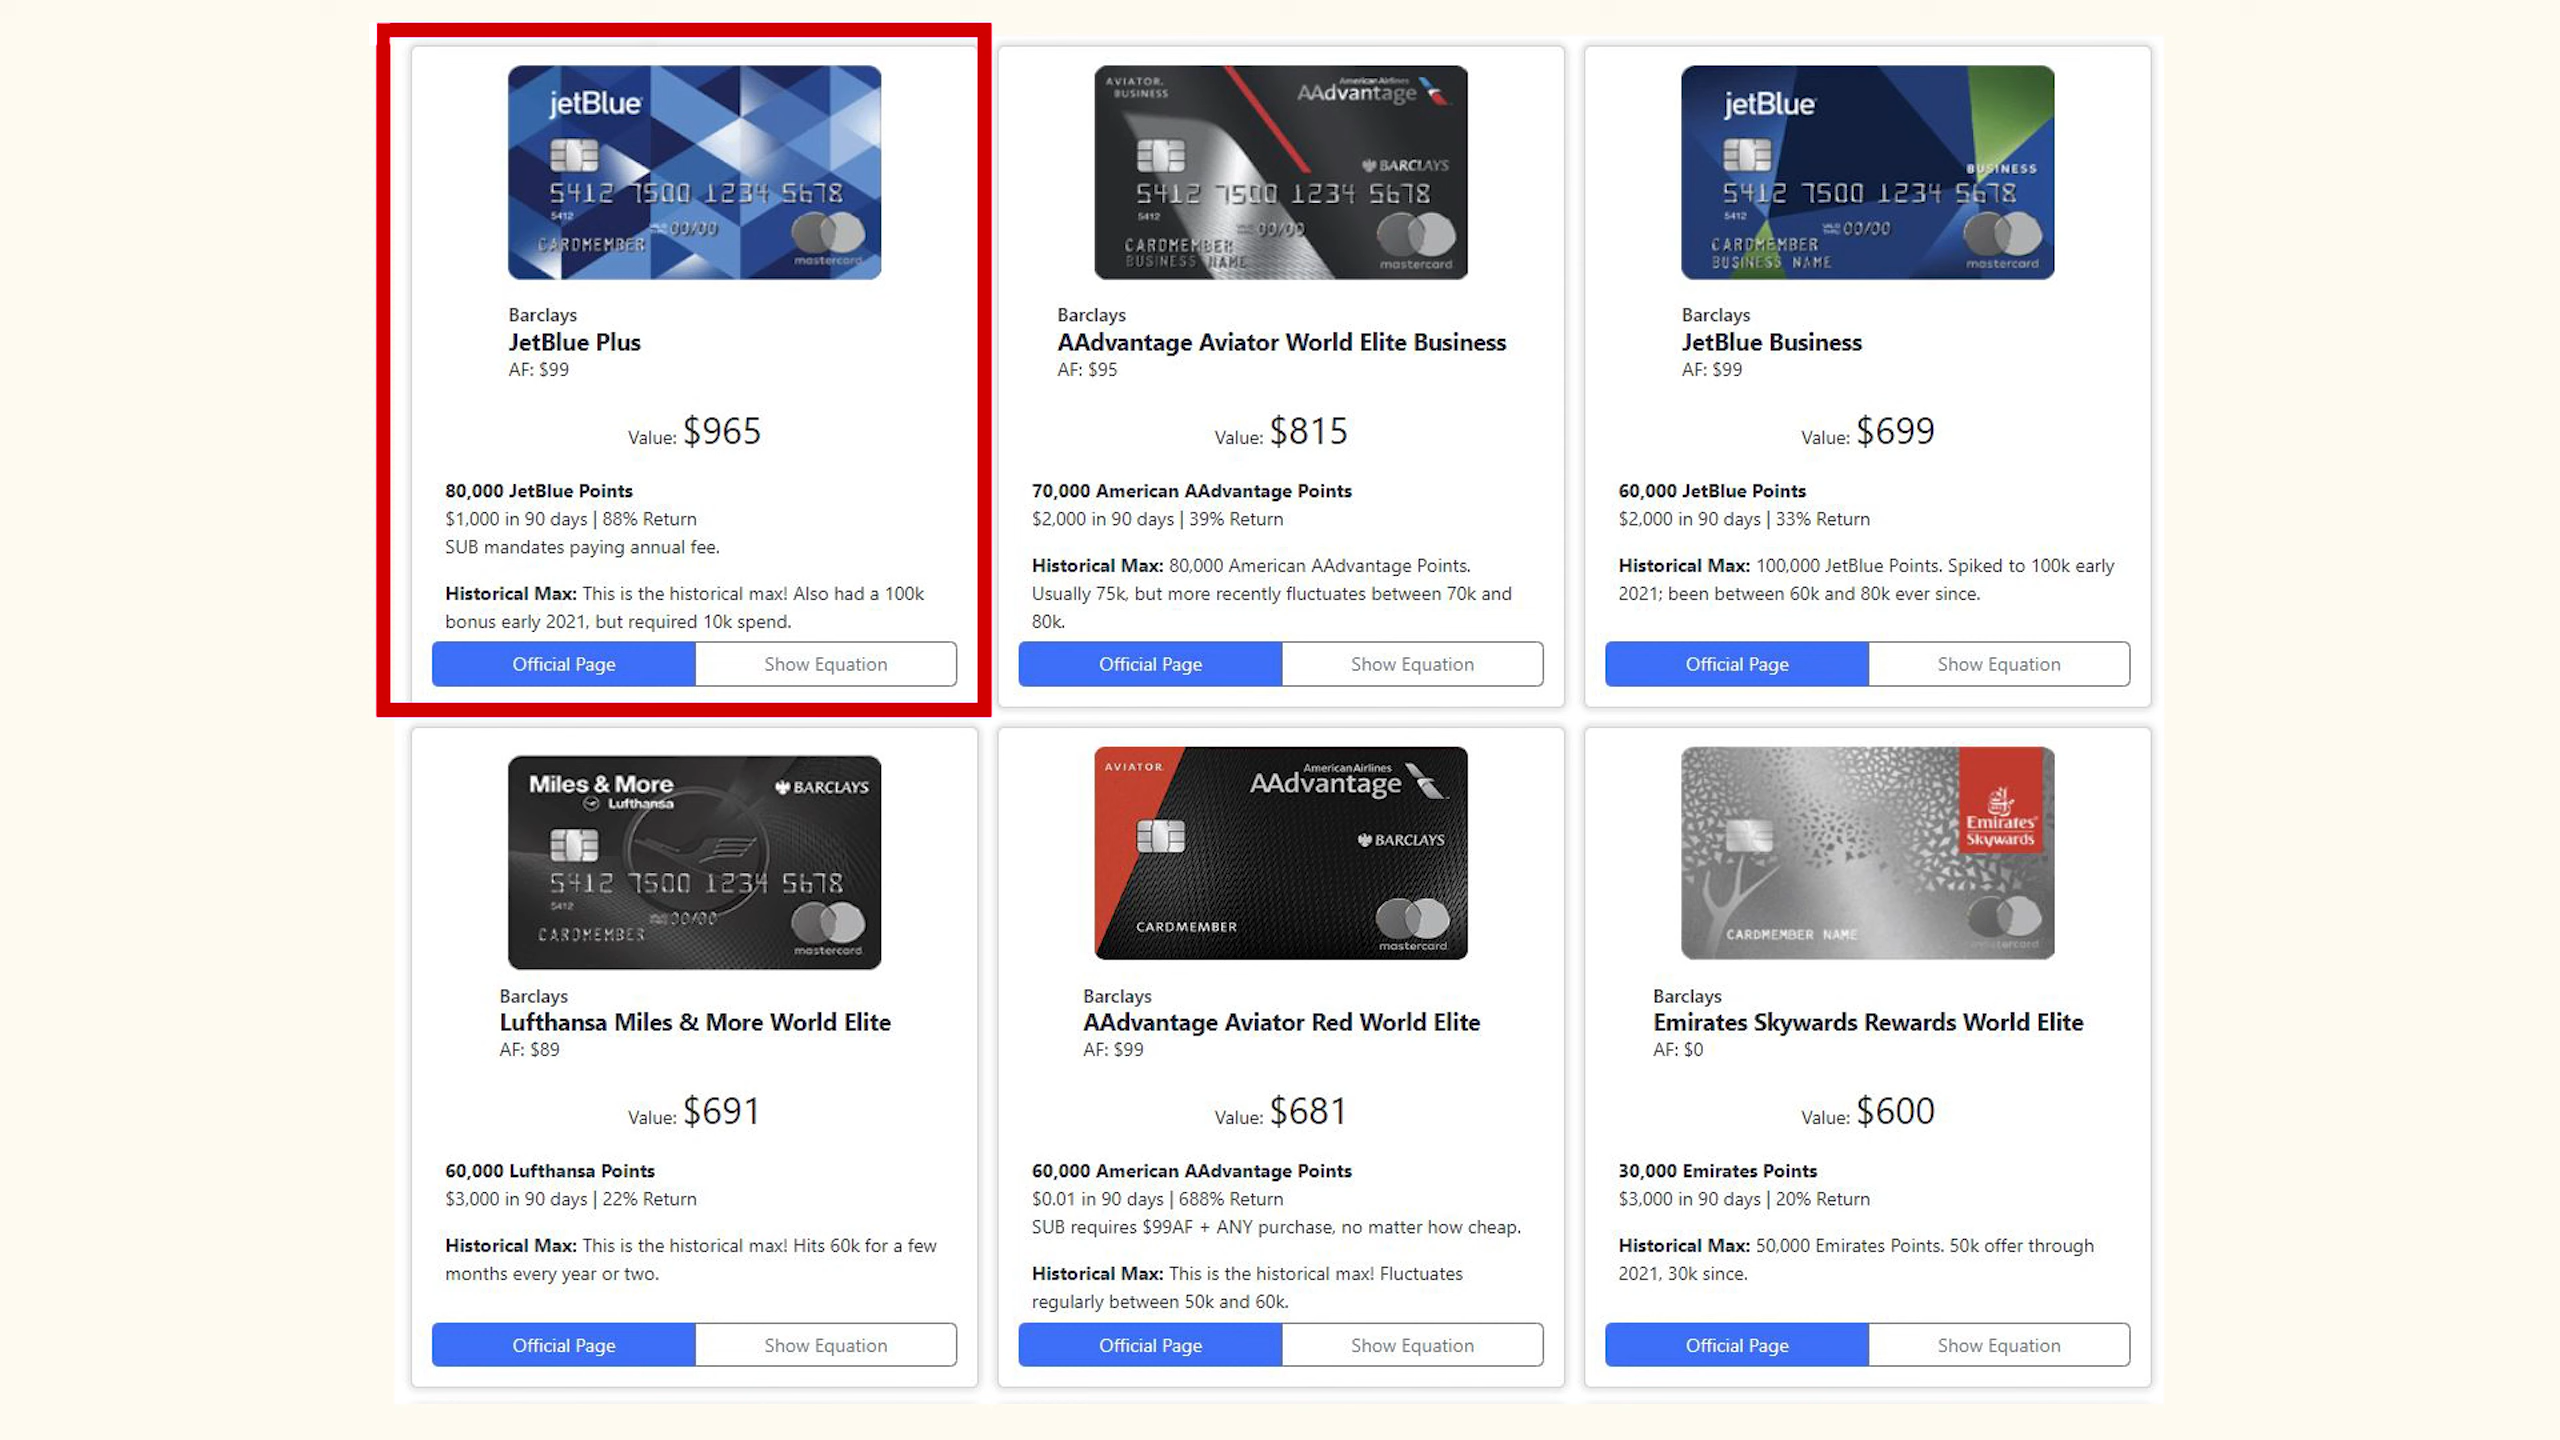 jetBlue
5412 7500 1234 5678
5412
00/00
CARDMEMBER
mastercard
Barclays
JetBlue Plus
AF: $99
Value: $965
80,000 JetBlue Points
$1,000 in 90 days | 88% Return
SUB mandates paying annual fee.
Historical Max: This is the historical max! Also had a 100k
bonus early 2021, but required 10k spend.
Official Page
Show Equation
AVIATOR
BUSINESS
American Airlines
AAdvantage
BARCLAYS
5412 7500 1234 5678
5412
00/00
CARDMEMBER
BUSINESS NAME
mastercard
Barclays
AAdvantage Aviator World Elite Business
AF: $95
Value: $815
70,000 American AAdvantage Points
$2,000 in 90 days | 39% Return
Historical Max: 80,000 American AAdvantage Points.
Usually 75k, but more recently fluctuates between 70k and
80k.
Official Page
Show Equation
jetBlue
BUSINESS
5412 7500 1234 5678
5412
VALID THRU 00/00
CARDMEMBER
BUSINESS NAME
mastercard
Barclays
JetBlue Business
AF: $99
Value: $699
60,000 JetBlue Points
$2,000 in 90 days | 33% Return
Historical Max: 100,000 JetBlue Points. Spiked to 100k early
2021; been between 60k and 80k ever since.
Official Page
Show Equation
Miles & More
Lufthansa
BARCLAYS
5412 7500 1234 5678
5412
00/00
CARDMEMBER
mastercard
Barclays
Lufthansa Miles & More World Elite
AF: $89
Value: $691
60,000 Lufthansa Points
$3,000 in 90 days | 22% Return
Historical Max: This is the historical max! Hits 60k for a few
months every year or two.
Official Page
Show Equation
AVIATOR
American Airlines
AAdvantage
BARCLAYS
CARDMEMBER
mastercard
Barclays
AAdvantage Aviator Red World Elite
AF: $99
Value: $681
60,000 American AAdvantage Points
$0.01 in 90 days | 688% Return
SUB requires $99AF + ANY purchase, no matter how cheap.
Historical Max: This is the historical max! Fluctuates
regularly between 50k and 60k.
Official Page
Show Equation
Emirates
Skywards
CARDMEMBER NAME
mastercard
Barclays
Emirates Skywards Rewards World Elite
AF: $0
Value: $600
30,000 Emirates Points
$3,000 in 90 days | 20% Return
Historical Max: 50,000 Emirates Points. 50k offer through
2021, 30k since.
Official Page
Show Equation